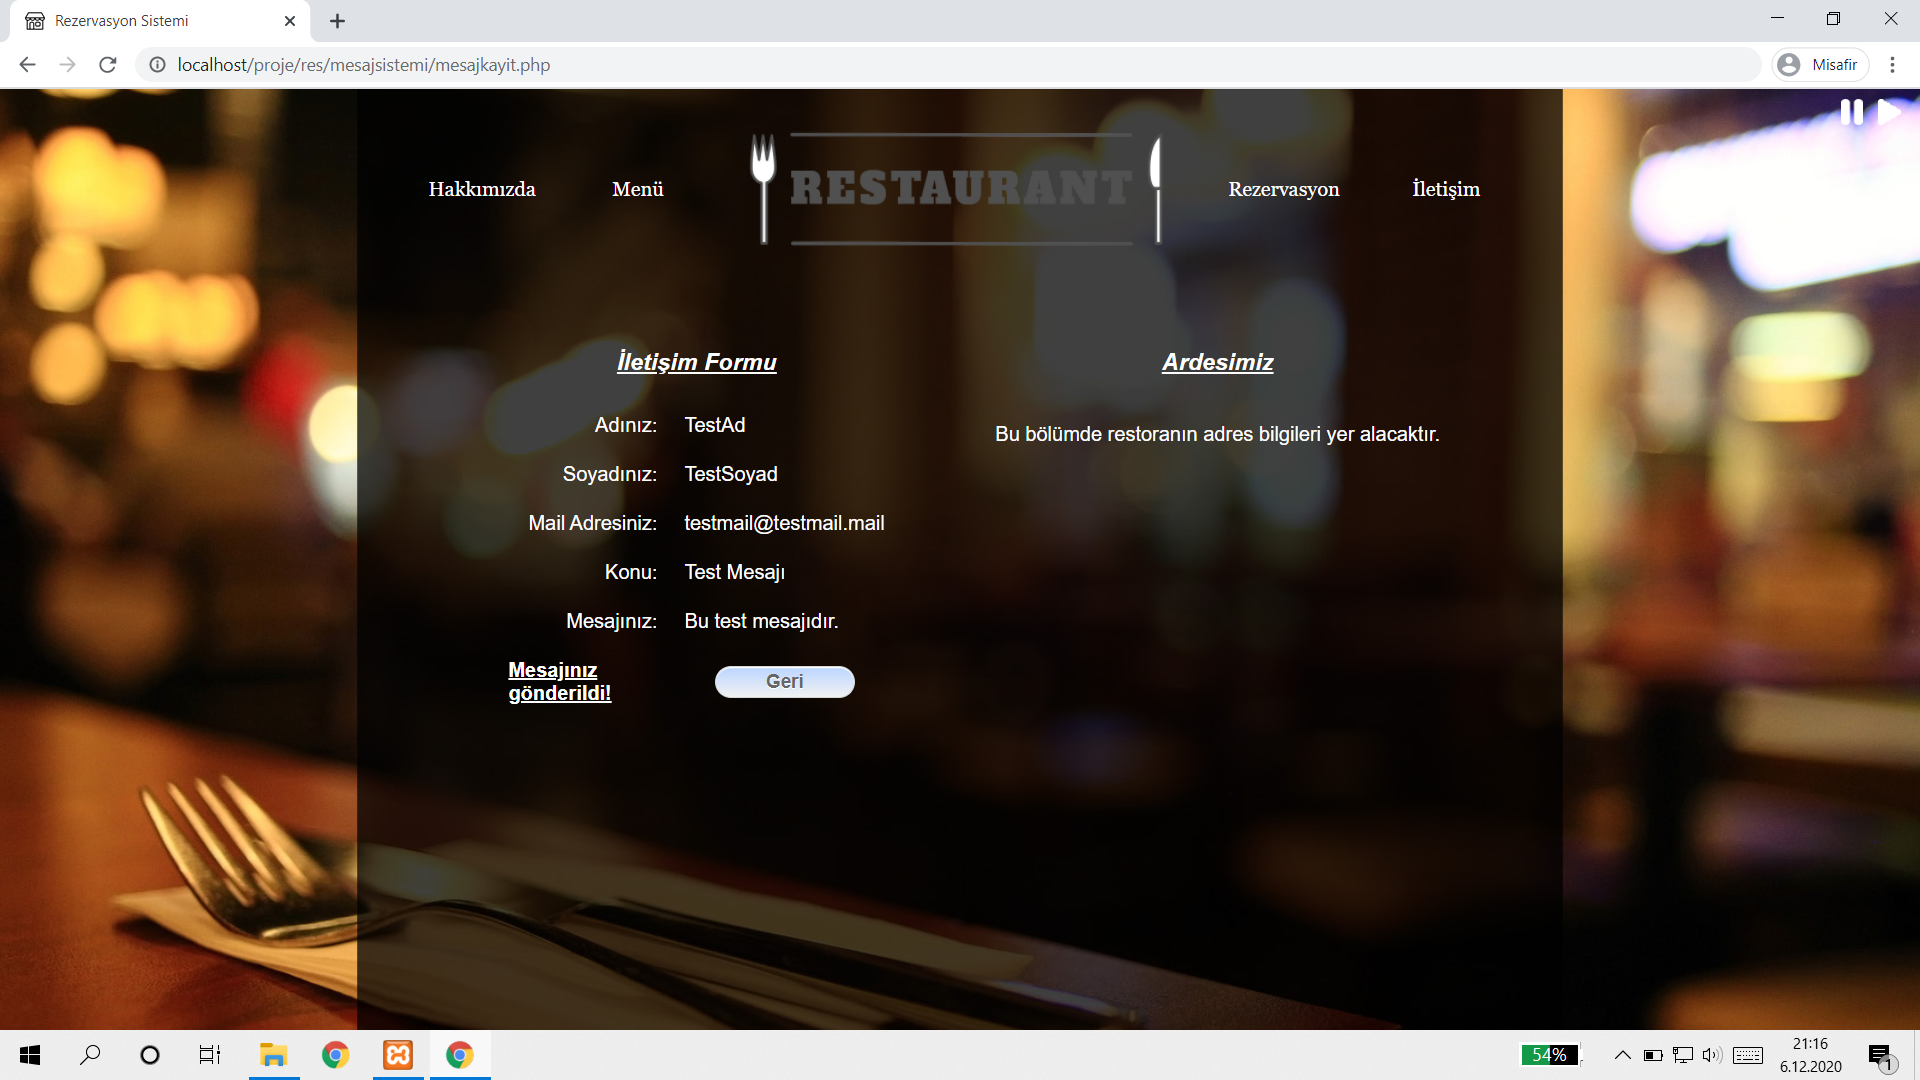 Rezervasyon Sistemi
localhost/proje/res/mesajsistemi/mesajkayit.php
Misafir
Hakkımızda
Menü
RESTAURANT
Rezervasyon
İletişim
İletişim Formu
Adınız: TestAd
Soyadınız: TestSoyad
Mail Adresiniz: testmail@testmail.mail
Konu: Test Mesajı
Mesajınız: Bu test mesajıdır.
Mesajınız
gönderildi!
Geri
Ardesimiz
Bu bölümde restoranın adres bilgileri yer alacaktır.
54%
21:16
6.12.2020
1